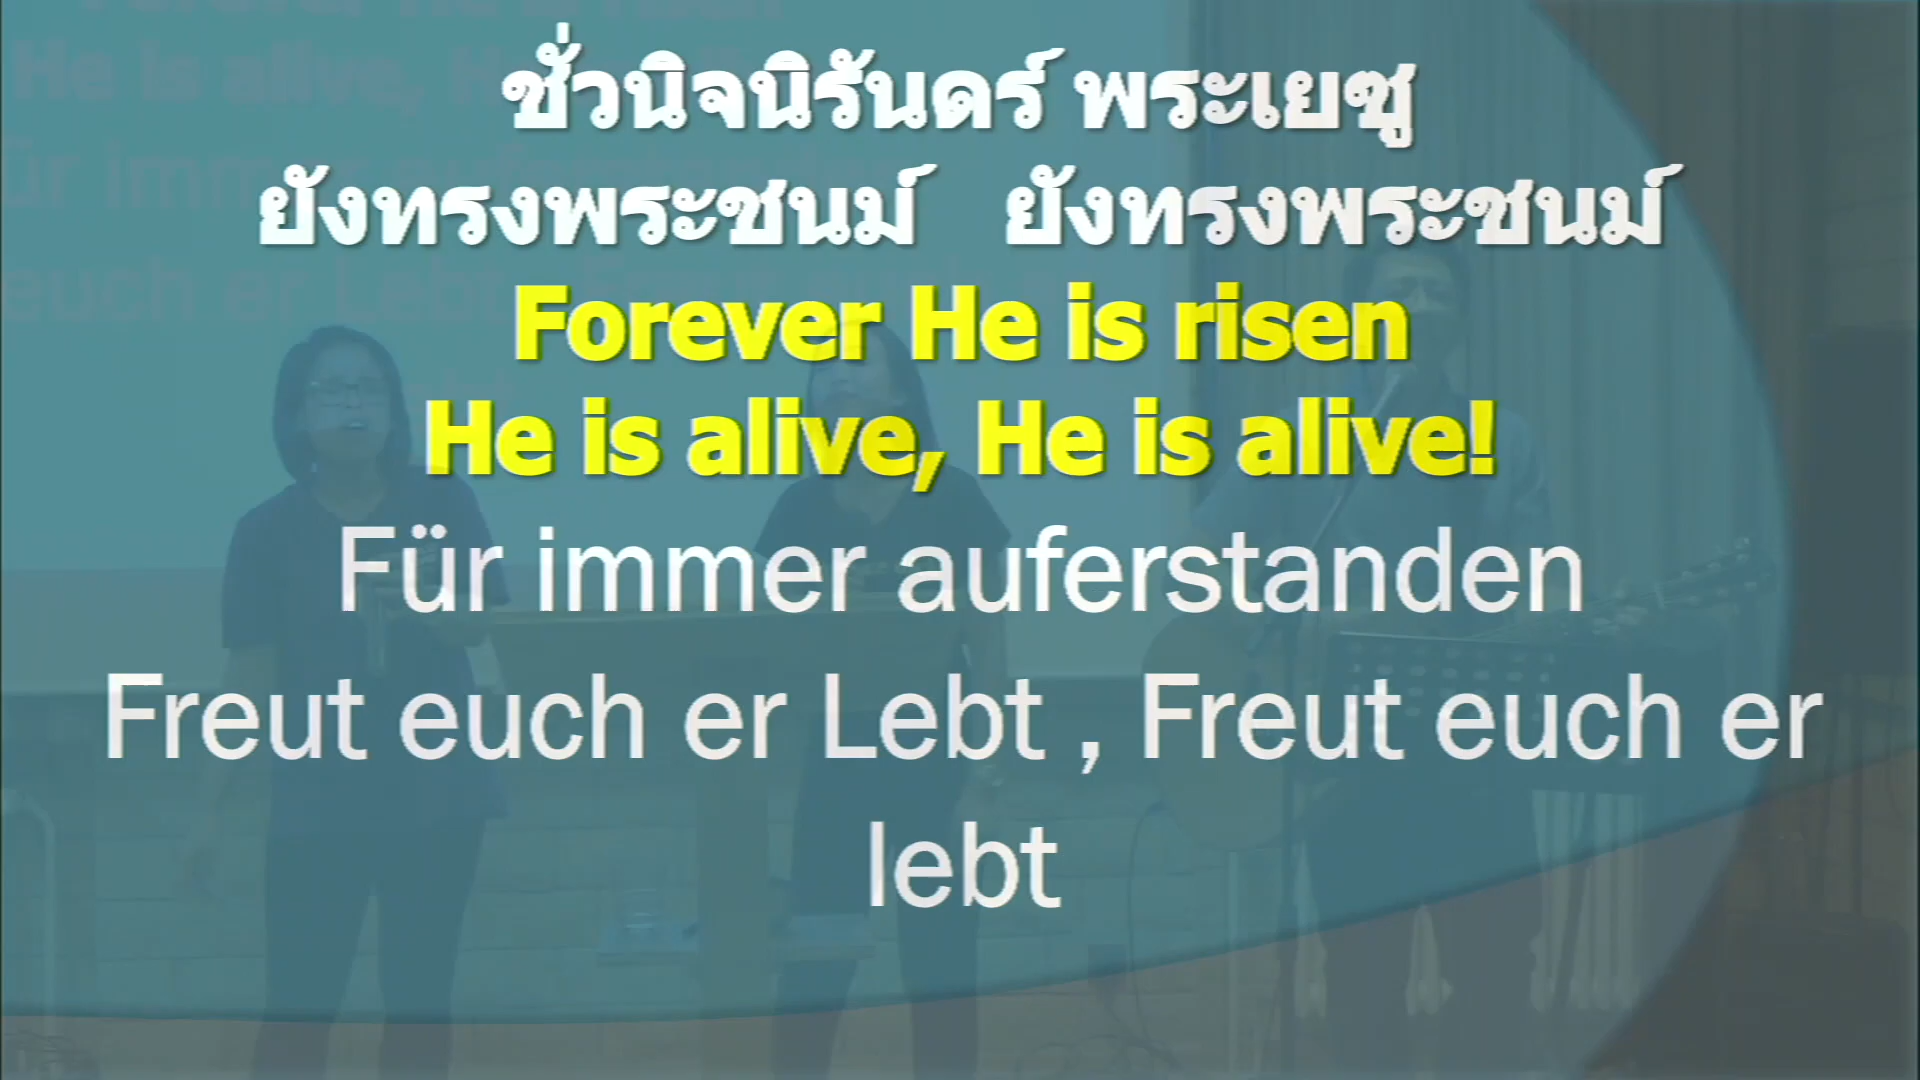 ชั่วนิจนิรันดร์ พระเยซู
ยังทรงพระชนม์ ยังทรงพระชนม์
Forever He is risen
He is alive, He is alive!
Für immer auferstanden
Freut euch er Lebt , Freut euch er
lebt